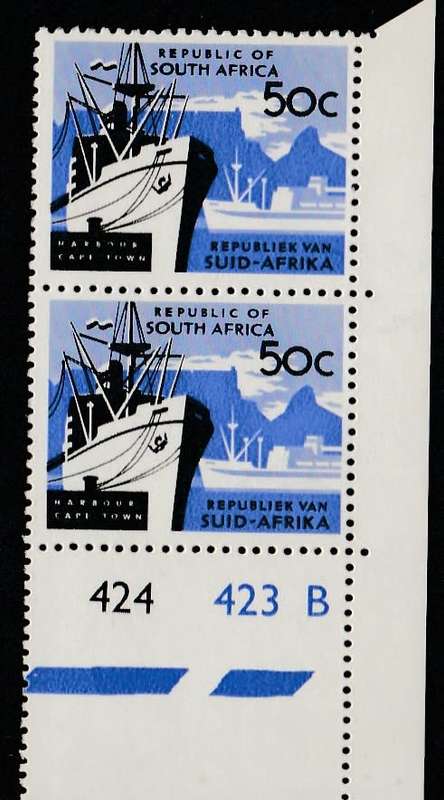 REPUBLIC OF
SOUTH AFRICA
50c
HARBOUR
CAPE TOWN
REPUBLIEK VAN
SUID-AFRIKA
REPUBLIC OF
SOUTH AFRICA
50c
HARBOUR
CAPE TOWN
REPUBLIEK VAN
SUID-AFRIKA
424 423 B